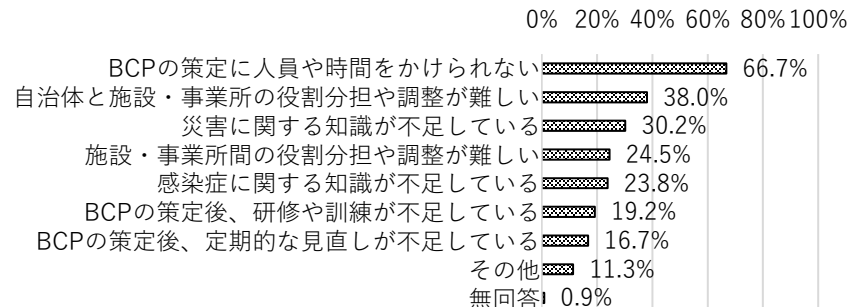 0% 20% 40% 60% 80% 100%
BCPの策定に人員や時間をかけられない 66.7%
自治体と施設・事業所の役割分担や調整が難しい 38.0%
災害に関する知識が不足している 30.2%
施設・事業所間の役割分担や調整が難しい 24.5%
感染症に関する知識が不足している 23.8%
BCPの策定後、研修や訓練が不足している 19.2%
BCPの策定後、定期的な見直しが不足している 16.7%
その他 11.3%
無回答 0.9%